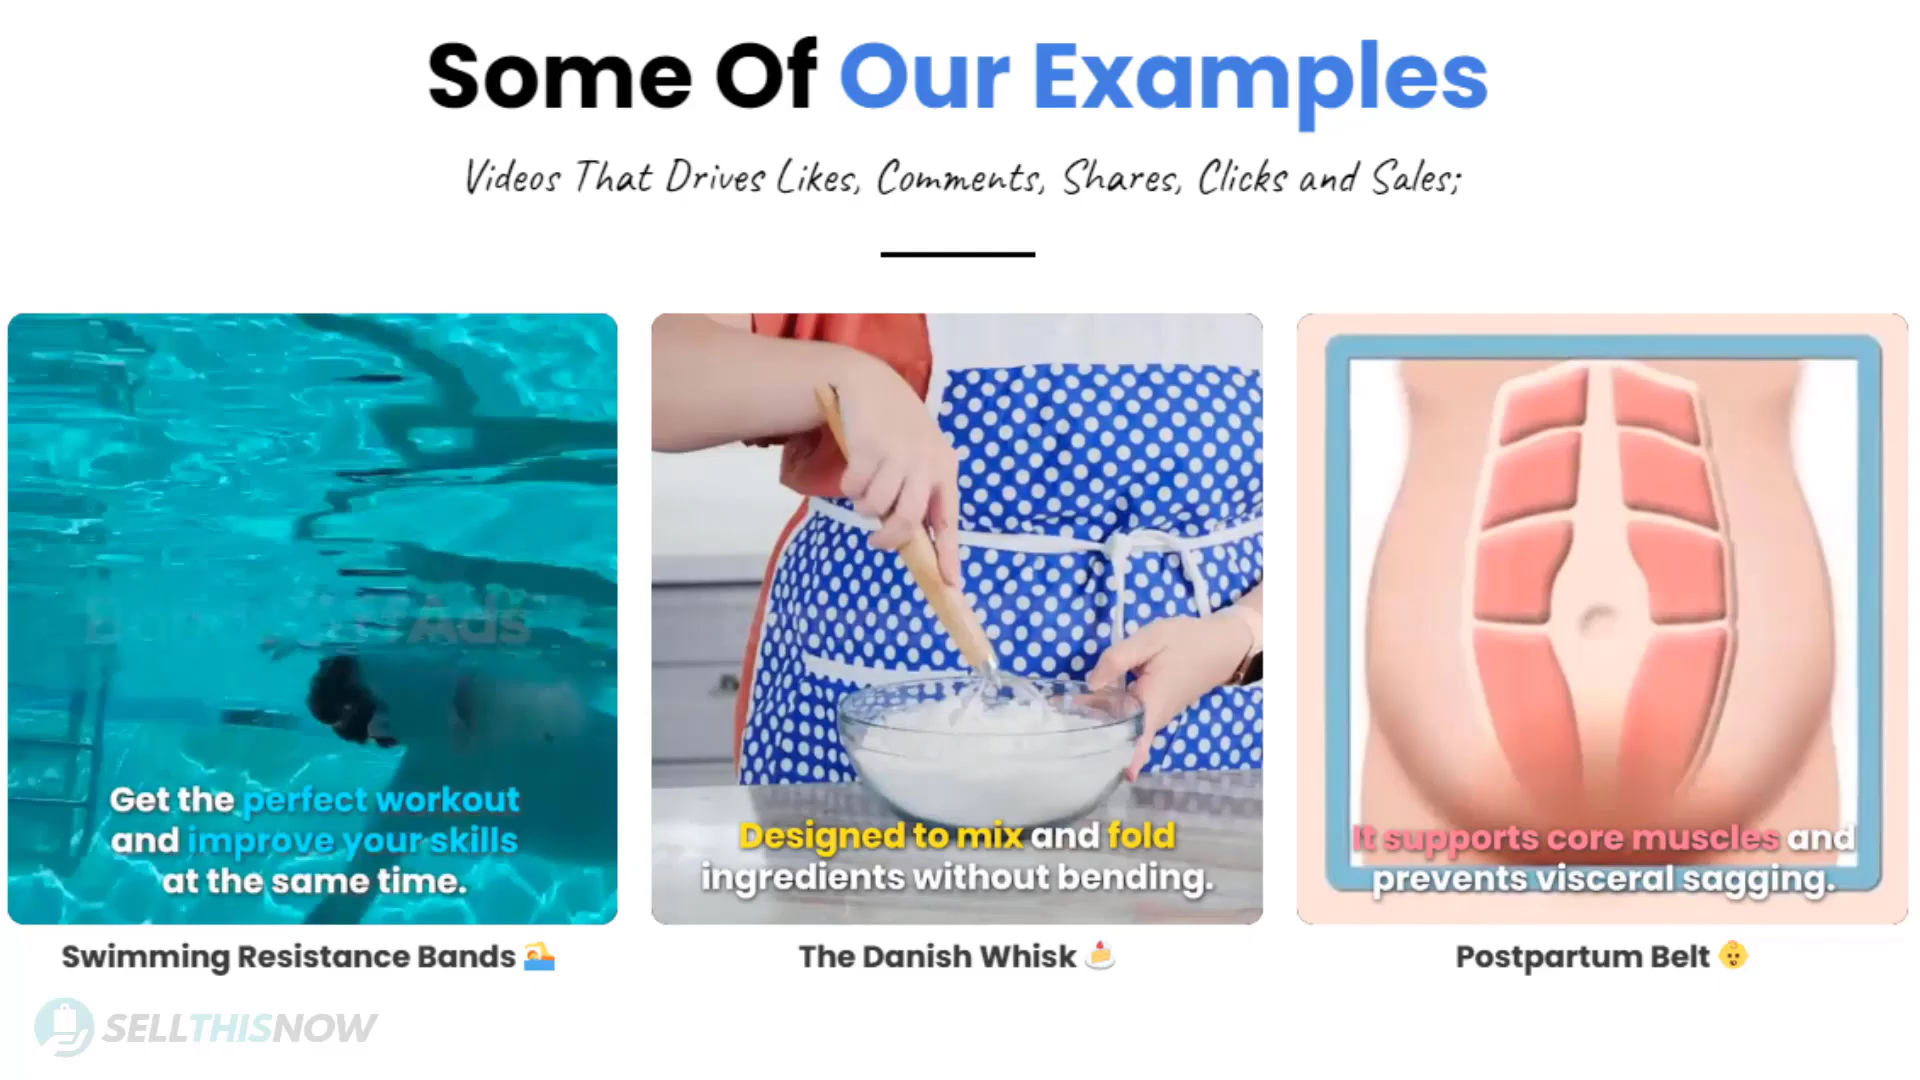 Some Of Our Examples
Videos That Drives Likes, Comments, Shares, Clicks and Sales;
Get the perfect workout
and improve your skills
at the same time.
Designed to mix and fold
ingredients without bending.
It supports core muscles and
prevents visceral sagging.
Swimming Resistance Bands
The Danish Whisk
Postpartum Belt
SELLTHISNOW